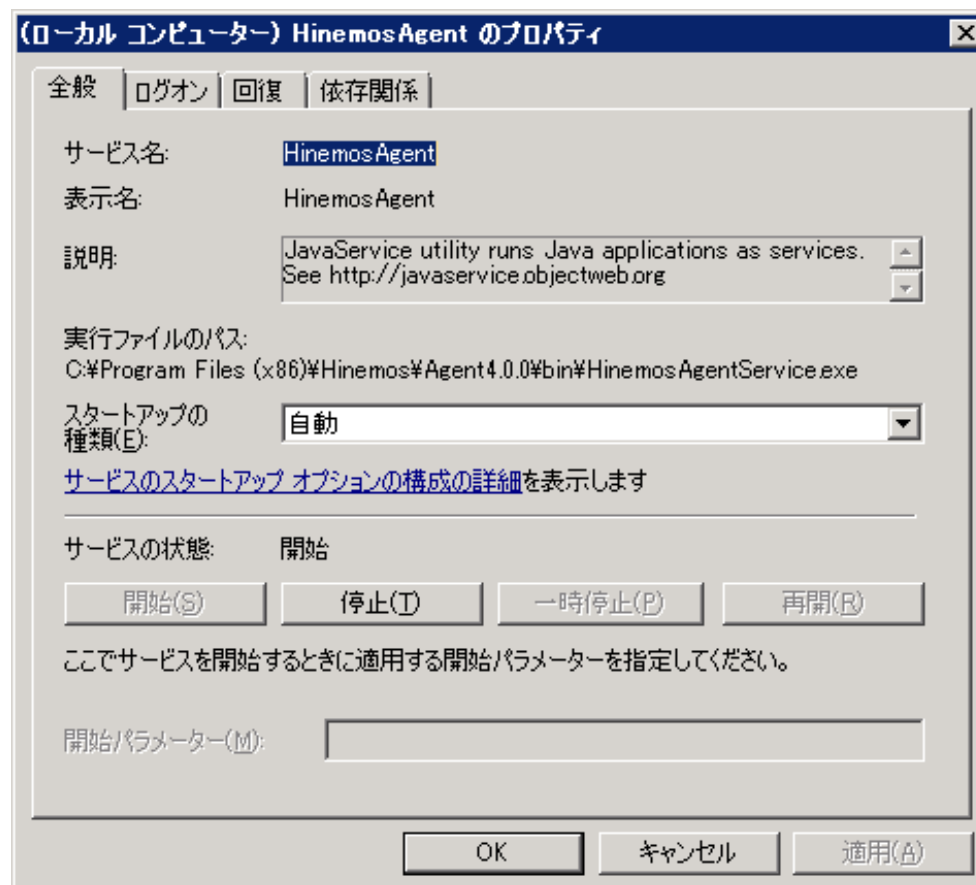 (ローカル コンピューター) HinemosAgent のプロパティ
全般 ログオン 回復 依存関係
サービス名: HinemosAgent
表示名: HinemosAgent
説明: JavaService utility runs Java applications as services.
See http://javaservice.objectweb.org
実行ファイルのパス:
C:¥Program Files (x86)¥Hinemos¥Agent4.0.0¥bin¥HinemosAgentService.exe
スタートアップの
種類(E): 自動
サービスのスタートアップ オプションの構成の詳細を表示します
サービスの状態: 開始
開始(S) 停止(T) 一時停止(P) 再開(R)
ここでサービスを開始するときに適用する開始パラメーターを指定してください。
開始パラメーター(M):
OK キャンセル 適用(A)